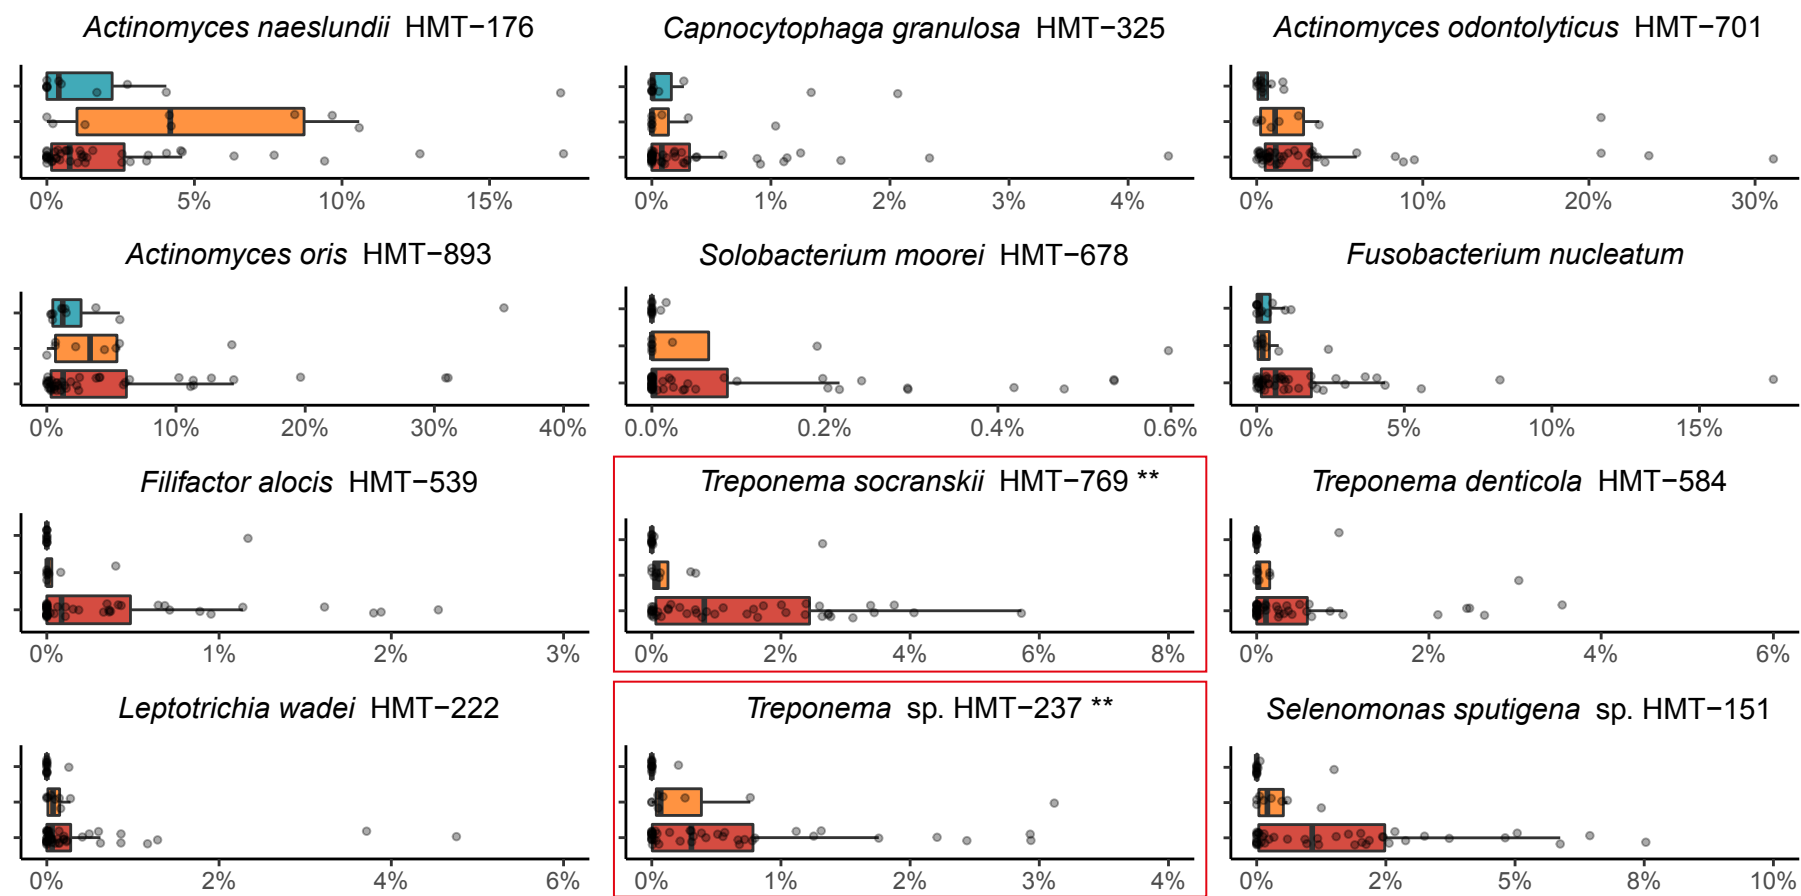 Actinomyces naeslundii HMT−176
Capnocytophaga granulosa HMT−325
Actinomyces odontolyticus HMT−701
0% 5% 10% 15%
0% 1% 2% 3% 4%
0% 10% 20% 30%
Actinomyces oris HMT−893
Solobacterium moorei HMT−678
Fusobacterium nucleatum
0% 10% 20% 30% 40%
0.0% 0.2% 0.4% 0.6%
0% 5% 10% 15%
Filifactor alocis HMT−539
Treponema socranskii HMT−769 **
Treponema denticola HMT−584
0% 1% 2% 3%
0% 2% 4% 6% 8%
0% 2% 4% 6%
Leptotrichia wadei HMT−222
Treponema sp. HMT−237 **
Selenomonas sputigena sp. HMT−151
0% 2% 4% 6%
0% 1% 2% 3% 4%
0% 2% 5% 8% 10%